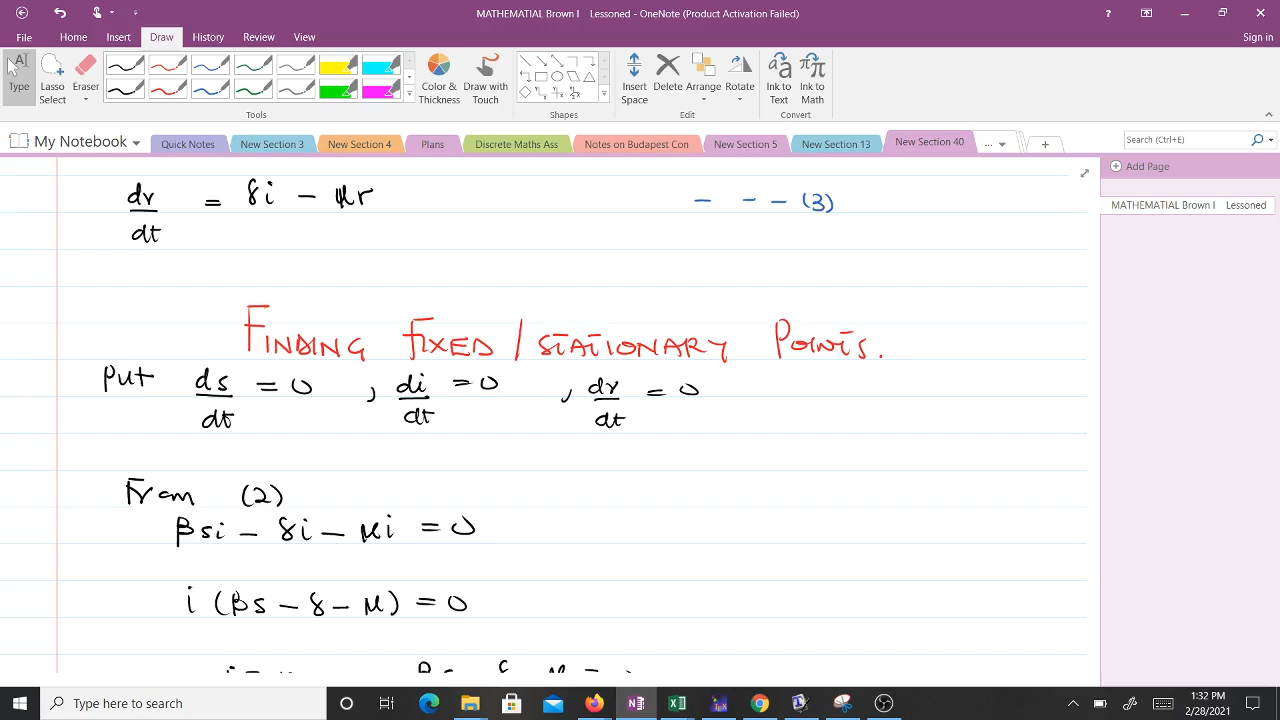 MATHEMATIAL Brown I    Lessoned - OneNote (Product Activation Failed)
?
File Home Insert Draw History Review View Sign in
Type
Lasso Select
Eraser
Color & Thickness
Draw with Touch
Insert Space
Delete
Arrange
Rotate
Ink to Text
Ink to Math
Tools Shapes Edit Convert
My Notebook Quick Notes New Section 3 New Section 4 Plans Discrete Maths Ass Notes on Budapest Con New Section 5 New Section 13 New Section 40 ... + Search (Ctrl+E)
Add Page
MATHEMATIAL Brown I    Lessoned
dr/dt = γi - μr - - - (3)
FINDING FIXED / STATIONARY POINTS.
Put ds/dt = 0 , di/dt = 0 , dr/dt = 0
From (2)
βsi - γi - μi = 0
i (βs - γ - μ) = 0
Type here to search
1:32 PM
2/28/2021